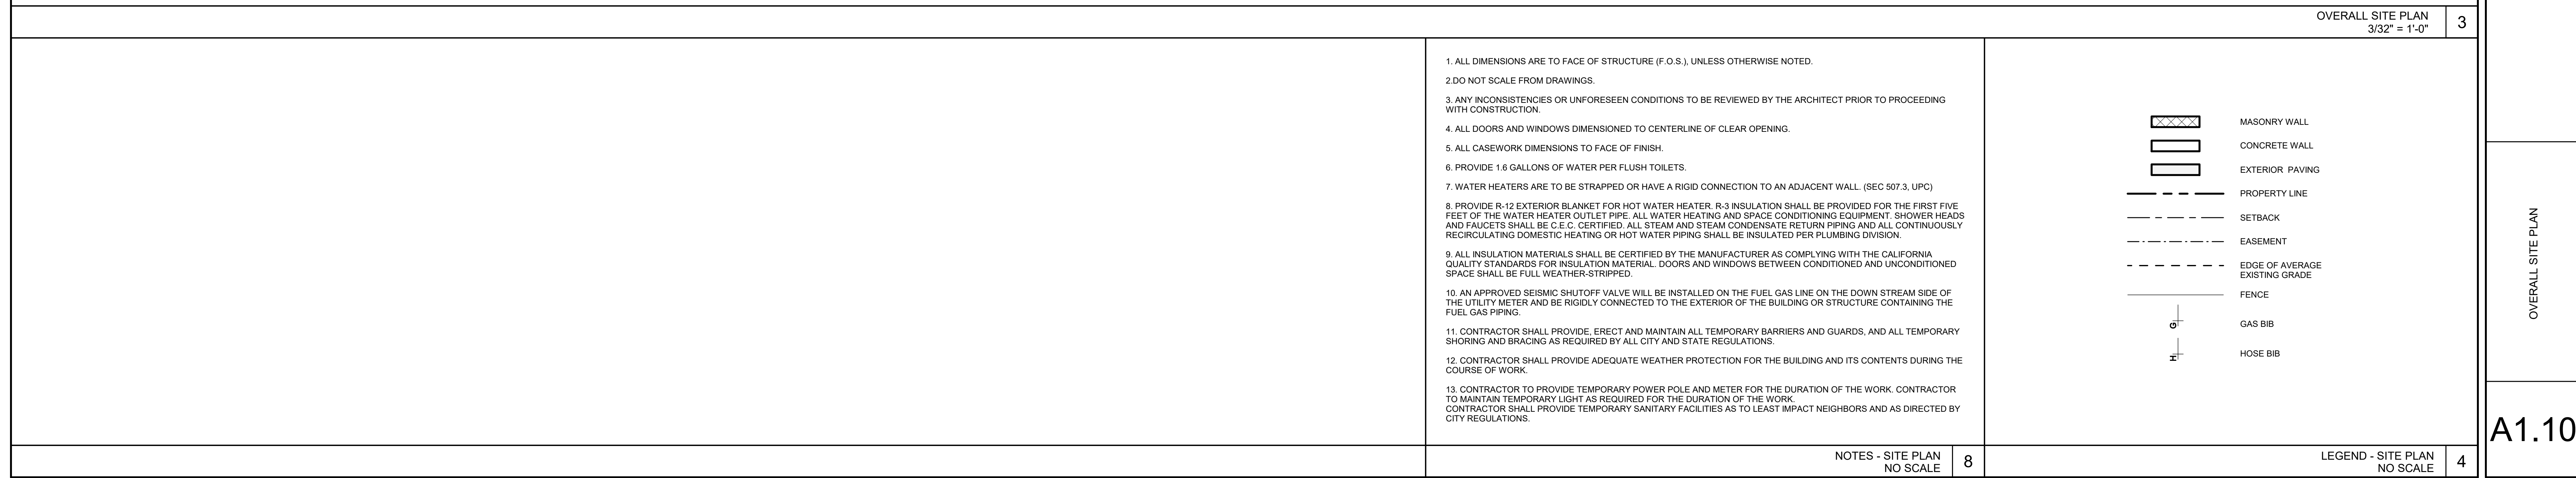 OVERALL SITE PLAN
3/32" = 1'-0"
3
1. ALL DIMENSIONS ARE TO FACE OF STRUCTURE (F.O.S.), UNLESS OTHERWISE NOTED.
2.DO NOT SCALE FROM DRAWINGS.
3. ANY INCONSISTENCIES OR UNFORESEEN CONDITIONS TO BE REVIEWED BY THE ARCHITECT PRIOR TO PROCEEDING
WITH CONSTRUCTION.
4. ALL DOORS AND WINDOWS DIMENSIONED TO CENTERLINE OF CLEAR OPENING.
5. ALL CASEWORK DIMENSIONS TO FACE OF FINISH.
6. PROVIDE 1.6 GALLONS OF WATER PER FLUSH TOILETS.
7. WATER HEATERS ARE TO BE STRAPPED OR HAVE A RIGID CONNECTION TO AN ADJACENT WALL. (SEC 507.3, UPC)
8. PROVIDE R-12 EXTERIOR BLANKET FOR HOT WATER HEATER. R-3 INSULATION SHALL BE PROVIDED FOR THE FIRST FIVE
FEET OF THE WATER HEATER OUTLET PIPE. ALL WATER HEATING AND SPACE CONDITIONING EQUIPMENT. SHOWER HEADS
AND FAUCETS SHALL BE C.E.C. CERTIFIED. ALL STEAM AND STEAM CONDENSATE RETURN PIPING AND ALL CONTINUOUSLY
RECIRCULATING DOMESTIC HEATING OR HOT WATER PIPING SHALL BE INSULATED PER PLUMBING DIVISION.
9. ALL INSULATION MATERIALS SHALL BE CERTIFIED BY THE MANUFACTURER AS COMPLYING WITH THE CALIFORNIA
QUALITY STANDARDS FOR INSULATION MATERIAL. DOORS AND WINDOWS BETWEEN CONDITIONED AND UNCONDITIONED
SPACE SHALL BE FULL WEATHER-STRIPPED.
10. AN APPROVED SEISMIC SHUTOFF VALVE WILL BE INSTALLED ON THE FUEL GAS LINE ON THE DOWN STREAM SIDE OF
THE UTILITY METER AND BE RIGIDLY CONNECTED TO THE EXTERIOR OF THE BUILDING OR STRUCTURE CONTAINING THE
FUEL GAS PIPING.
11. CONTRACTOR SHALL PROVIDE, ERECT AND MAINTAIN ALL TEMPORARY BARRIERS AND GUARDS, AND ALL TEMPORARY
SHORING AND BRACING AS REQUIRED BY ALL CITY AND STATE REGULATIONS.
12. CONTRACTOR SHALL PROVIDE ADEQUATE WEATHER PROTECTION FOR THE BUILDING AND ITS CONTENTS DURING THE
COURSE OF WORK.
13. CONTRACTOR TO PROVIDE TEMPORARY POWER POLE AND METER FOR THE DURATION OF THE WORK. CONTRACTOR
TO MAINTAIN TEMPORARY LIGHT AS REQUIRED FOR THE DURATION OF THE WORK.
CONTRACTOR SHALL PROVIDE TEMPORARY SANITARY FACILITIES AS TO LEAST IMPACT NEIGHBORS AND AS DIRECTED BY
CITY REGULATIONS.
NOTES - SITE PLAN
NO SCALE
8
MASONRY WALL
CONCRETE WALL
EXTERIOR PAVING
PROPERTY LINE
SETBACK
EASEMENT
EDGE OF AVERAGE
EXISTING GRADE
FENCE
G
GAS BIB
H
HOSE BIB
LEGEND - SITE PLAN
NO SCALE
4
OVERALL SITE PLAN
A1.10